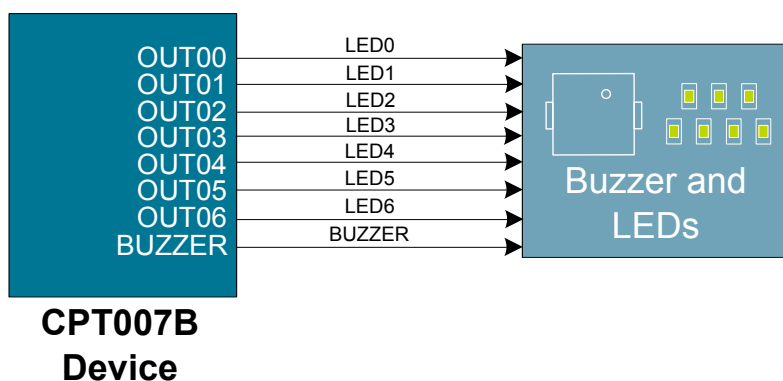 OUT00
OUT01
OUT02
OUT03
OUT04
OUT05
OUT06
BUZZER
LED0
LED1
LED2
LED3
LED4
LED5
LED6
BUZZER
Buzzer and
LEDs
CPT007B
Device